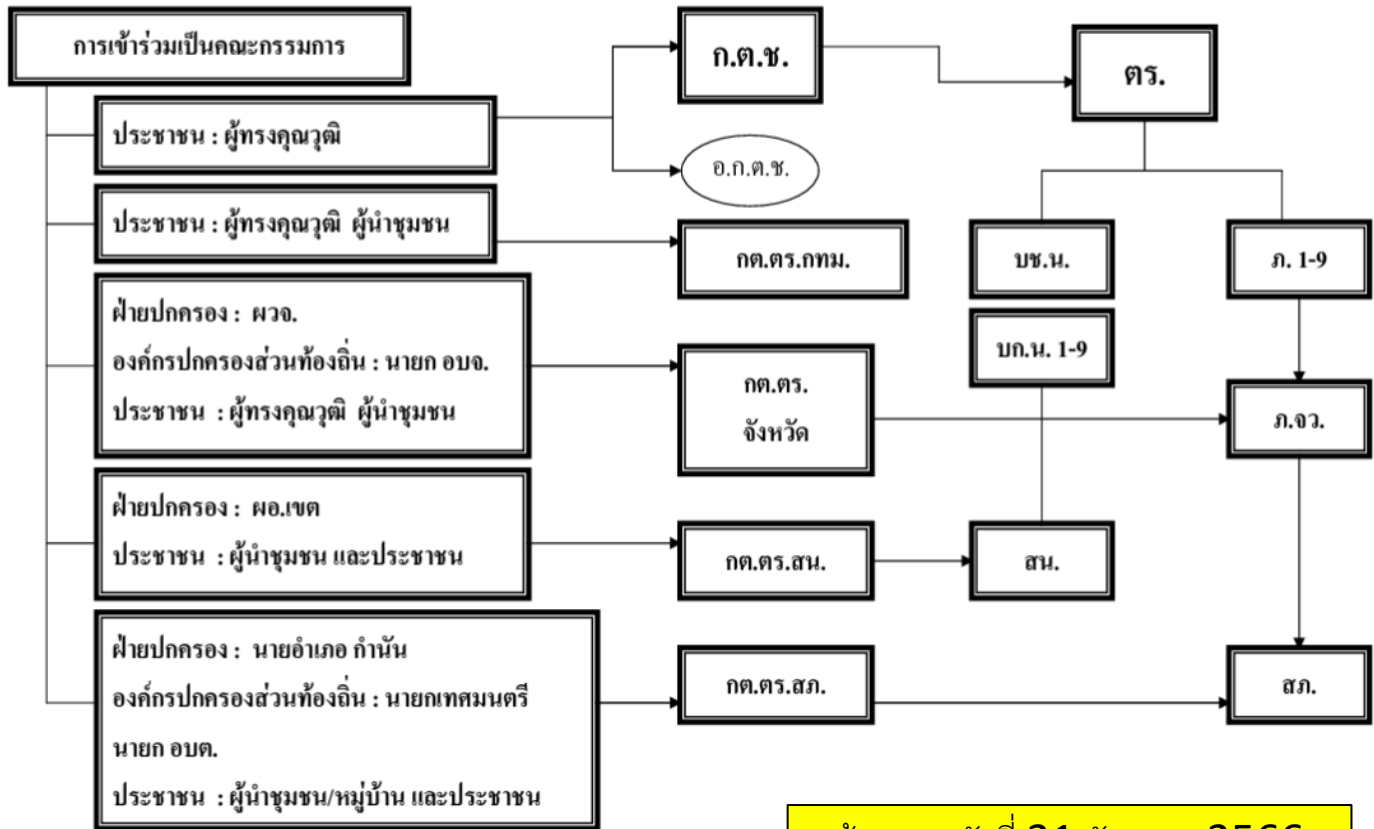 การเข้าร่วมเป็นคณะกรรมการ
ประชาชน : ผู้ทรงคุณวุฒิ
ประชาชน : ผู้ทรงคุณวุฒิ ผู้นำชุมชน
ฝ่ายปกครอง : ผวจ.
องค์กรปกครองส่วนท้องถิ่น : นายก อบจ.
ประชาชน : ผู้ทรงคุณวุฒิ ผู้นำชุมชน
ฝ่ายปกครอง : ผอ.เขต
ประชาชน : ผู้นำชุมชน และประชาชน
ฝ่ายปกครอง : นายอำเภอ กำนัน
องค์กรปกครองส่วนท้องถิ่น : นายกเทศมนตรี
นายก อบต.
ประชาชน : ผู้นำชุมชน/หมู่บ้าน และประชาชน
ก.ต.ช.
อ.ก.ต.ช.
กต.ตร.กทม.
กต.ตร.
จังหวัด
กต.ตร.สน.
กต.ตร.สภ.
ตร.
บช.น.
บก.น. 1-9
สน.
ภ. 1-9
ภ.จว.
สภ.
31 2566